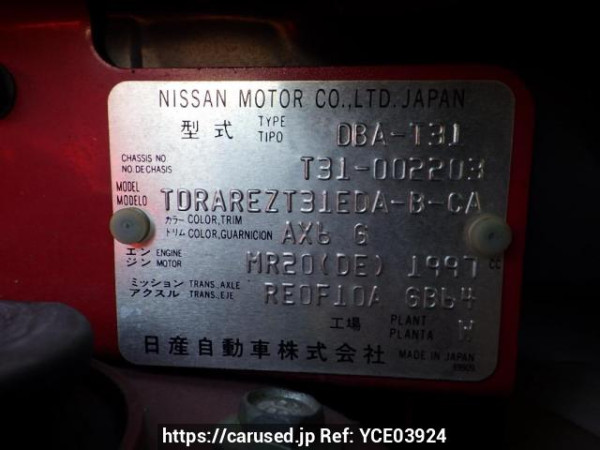 NISSAN MOTOR CO.,LTD. JAPAN
型式 TYPE TIPO DBA-T31
CHASSIS NO. NO. DE CHASIS T31-002203
MODEL MODELO TDRAREZT31EDA-B-CA
カラー トリム COLOR,TRIM COLOR,GUARNICION AX6 G
エンジン ENGINE MOTOR MR20(DE) 1997 CC
ミッション アクスル TRANS.,AXLE TRANS.,EJE RE0F10A GB64
工場 PLANT PLANTA W
日産自動車株式会社 MADE IN JAPAN
https://carused.jp Ref: YCE03924